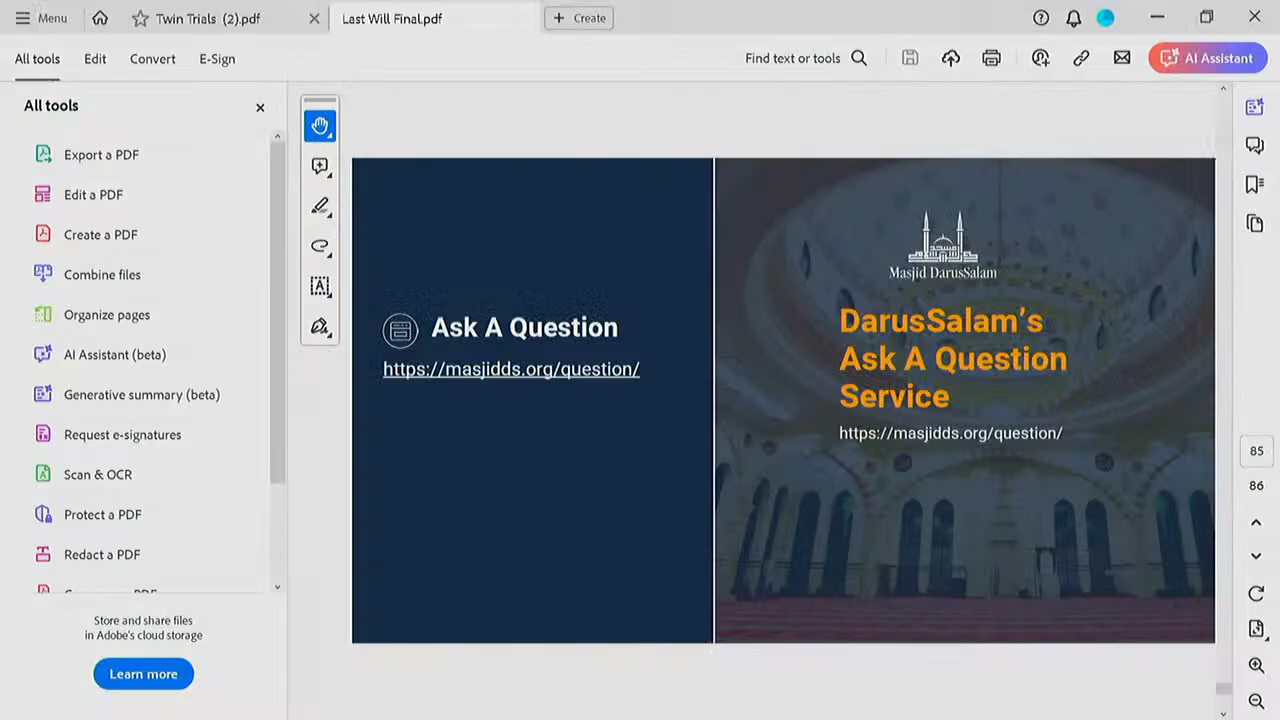 Menu
Twin Trials (2).pdf
Last Will Final.pdf
Create
All tools
Edit
Convert
E-Sign
Find text or tools
AI Assistant
All tools
Export a PDF
Edit a PDF
Create a PDF
Combine files
Organize pages
AI Assistant (beta)
Generative summary (beta)
Request e-signatures
Scan & OCR
Protect a PDF
Redact a PDF
Store and share files
in Adobe's cloud storage
Learn more
Ask A Question
https://masjidds.org/question/
Masjid DarusSalam
DarusSalam's
Ask A Question
Service
https://masjidds.org/question/
85
86